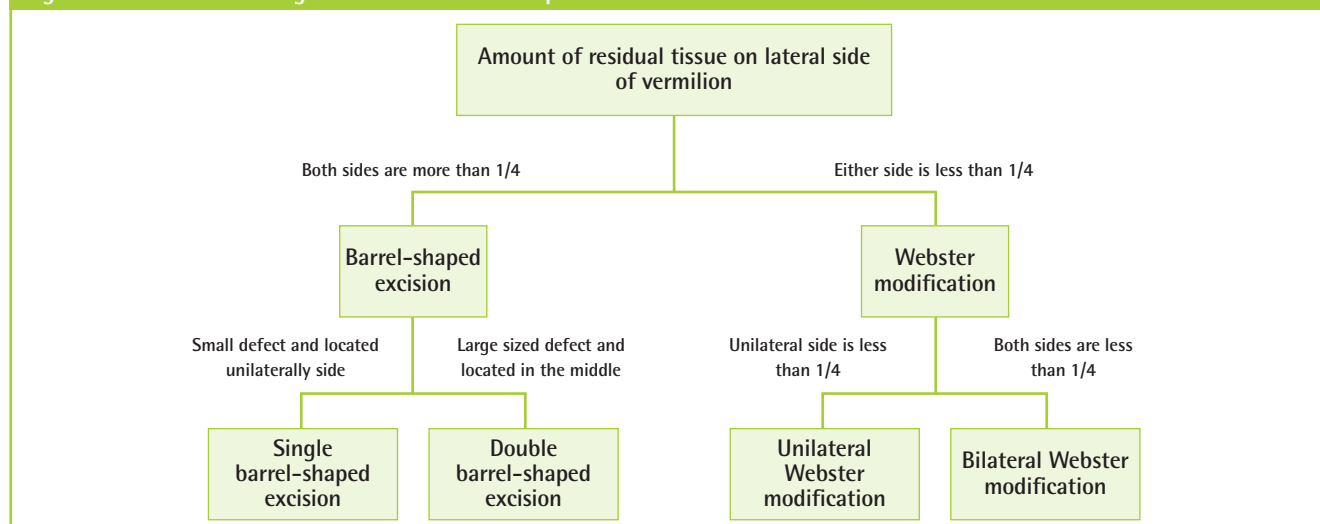 Amount of residual tissue on lateral side
of vermilion
Both sides are more than 1/4
Either side is less than 1/4
Barrel-shaped
excision
Webster
modification
Small defect and located
unilaterally side
Large sized defect and
located in the middle
Unilateral side is less
than 1/4
Both sides are less
than 1/4
Single
barrel-shaped
excision
Double
barrel-shaped
excision
Unilateral
Webster
modification
Bilateral Webster
modification